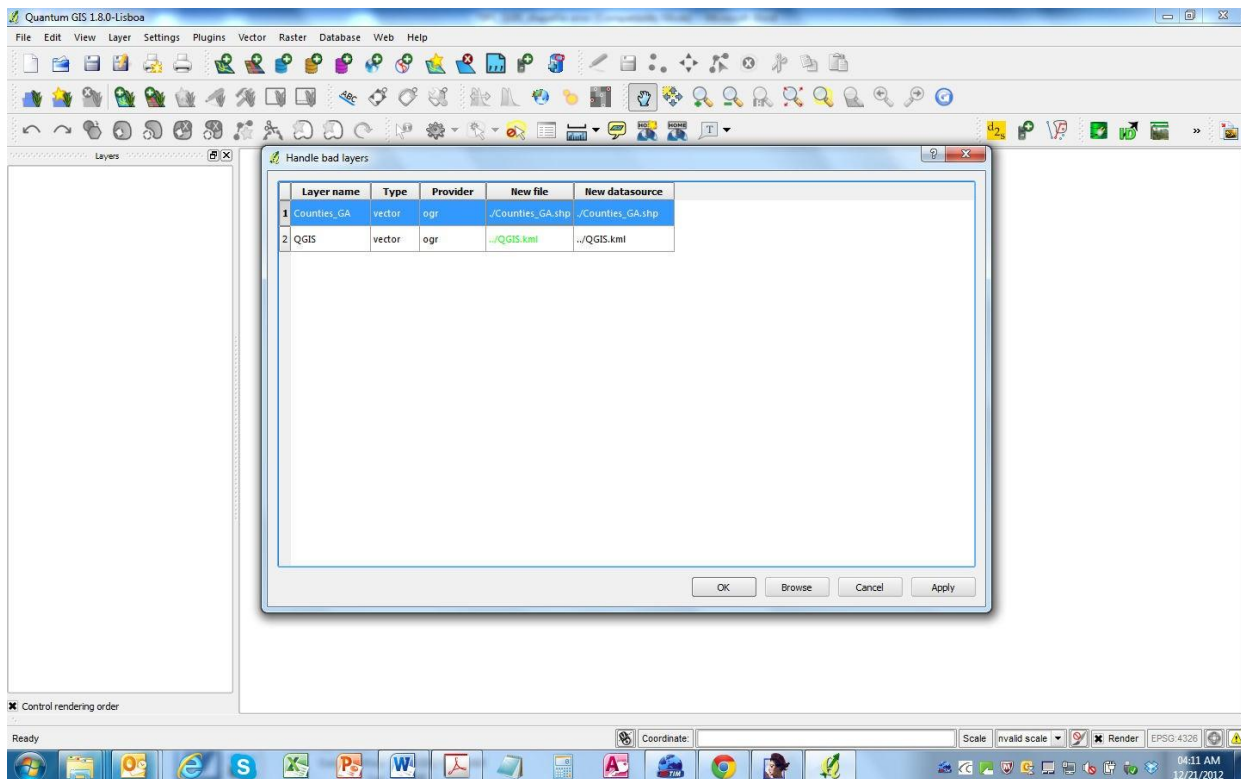 Quantum GIS 1.8.0-Lisboa
File Edit View Layer Settings Plugins Vector Raster Database Web Help
Layers
Handle bad layers
Layer name Type Provider New file New datasource
1 Counties_GA vector ogr ./Counties_GA.shp ./Counties_GA.shp
2 QGIS vector ogr ../QGIS.kml ../QGIS.kml
OK Browse Cancel Apply
Control rendering order
Ready Coordinate: Scale nvalid scale Render EPSG:4326
04:11 AM
12/21/2012